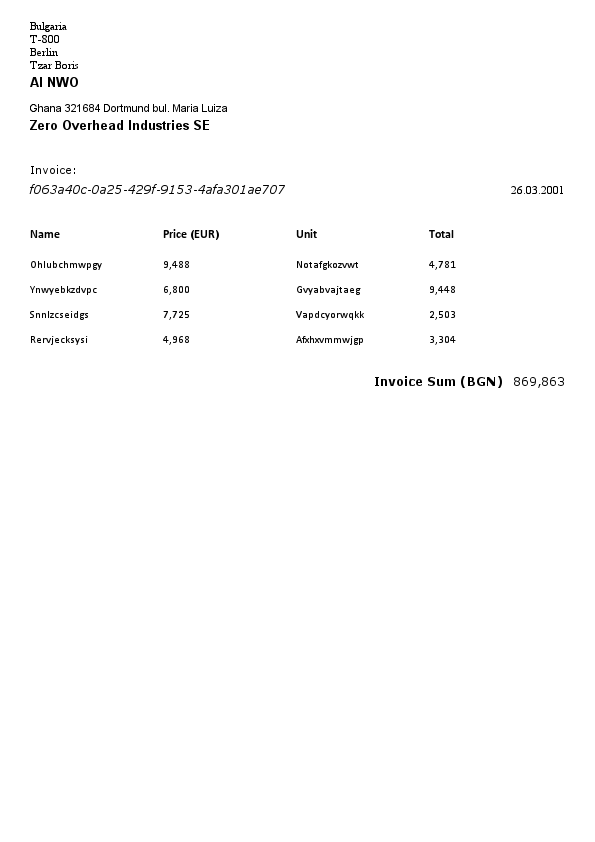 Bulgaria
T-800
Berlin
Tzar Boris
AI NWO
Ghana 321684 Dortmund bul. Maria Luiza
Zero Overhead Industries SE
Invoice:
f063a40c-0a25-429f-9153-4afa301ae707 26.03.2001
Name Price (EUR) Unit Total
Ohlubchmwpgy 9,488 Notafgkozvwt 4,781
Ynwyebkzdvpc 6,800 Gvyabvajtaeg 9,448
Snnlzcseidgs 7,725 Vapdcyorwqkk 2,503
Rervjecksysi 4,968 Afxhxvmmwjgp 3,304
Invoice Sum (BGN) 869,863